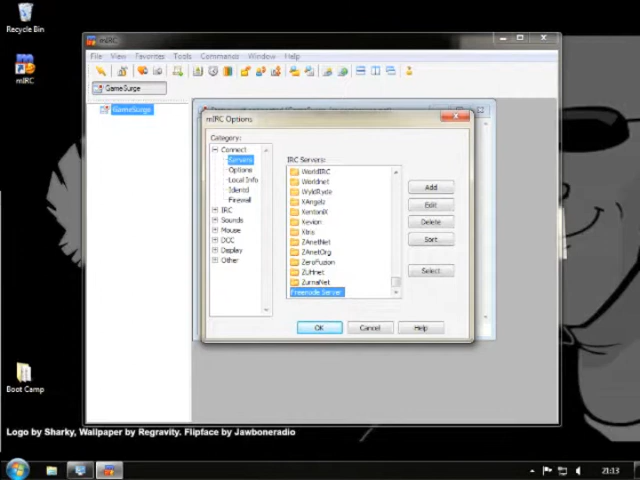 Recycle Bin
mIRC
mIRC
File View Favorites Tools Commands Window Help
GameSurge
GameSurge
mIRC Options
Category:
Connect
Servers
Options
Local Info
Identd
Firewall
IRC
Sounds
Mouse
DCC
Display
Other
IRC Servers:
WorldIRC
Worldnet
WyldRyde
XAngelz
XentoniX
Xevion
Xtris
ZAnetNet
ZAnetOrg
ZeroFuzion
ZUHnet
ZurnaNet
Freenode Server
Add
Edit
Delete
Sort
Select
OK
Cancel
Help
Boot Camp
Logo by Sharky, Wallpaper by Regravity. Flipface by Jawboneradio
21:13